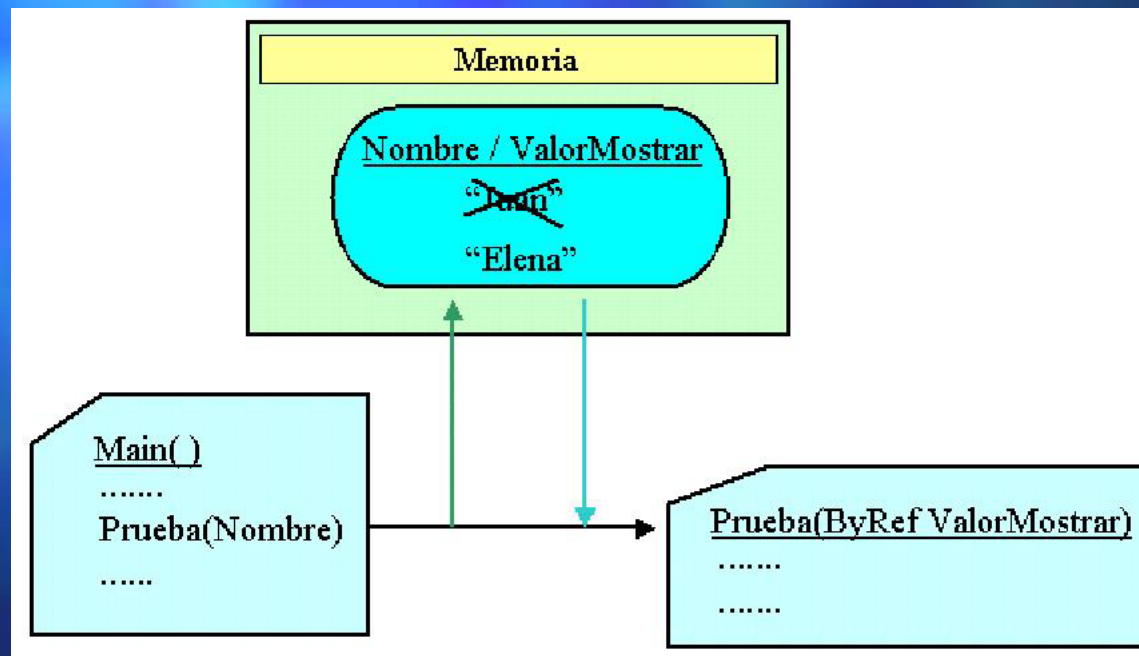 Memoria
Nombre / ValorMostrar
“Juan”
“Elena”
Main( )
.......
Prueba(Nombre)
......
Prueba(ByRef ValorMostrar)
.......
.......